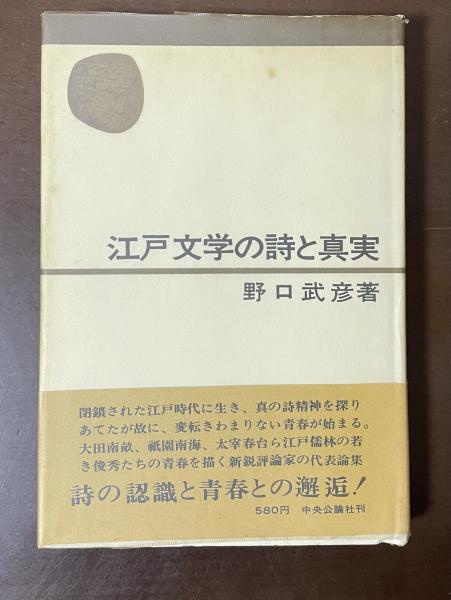 江戸文学の詩と真実
野口武彦著
閉鎖された江戸時代に生き、真の詩精神を探り
あてたが故に、変転きわまりない青春が始まる。
大田南畝、祇園南海、太宰春台ら江戸儒林の若
き俊秀たちの青春を描く新鋭評論家の代表論集
詩の認識と青春との邂逅!
580円 中央公論社刊